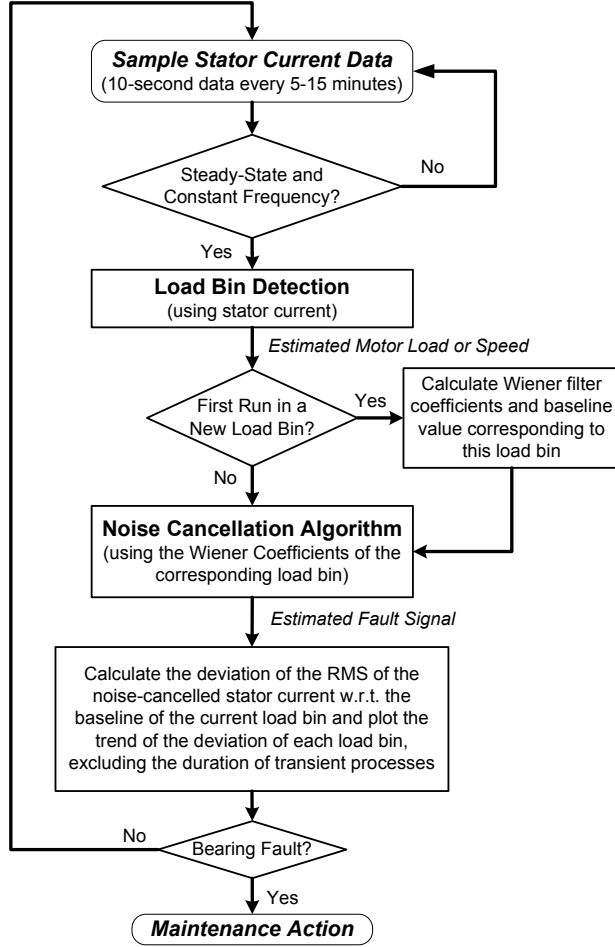 Sample Stator Current Data
(10-second data every 5-15 minutes)
Steady-State and
Constant Frequency?
No
Yes
Load Bin Detection
(using stator current)
Estimated Motor Load or Speed
First Run in a
New Load Bin?
Yes
Calculate Wiener filter
coefficients and baseline
value corresponding to
this load bin
No
Noise Cancellation Algorithm
(using the Wiener Coefficients of the
corresponding load bin)
Estimated Fault Signal
Calculate the deviation of the RMS of the
noise-cancelled stator current w.r.t. the
baseline of the current load bin and plot the
trend of the deviation of each load bin,
excluding the duration of transient processes
No
Bearing Fault?
Yes
Maintenance Action